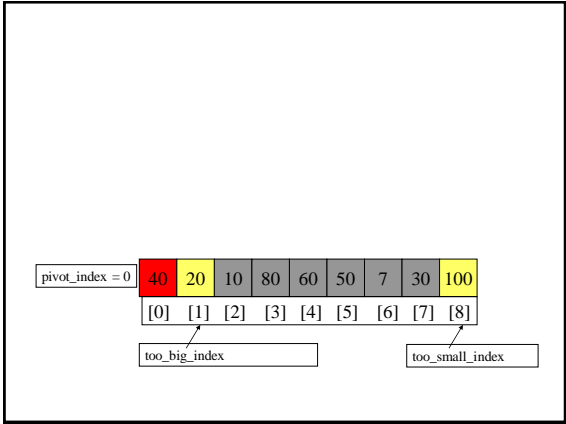 pivot_index = 0 40 20 10 80 60 50 7 30 100
[0] [1] [2] [3] [4] [5] [6] [7] [8]
too_big_index too_small_index